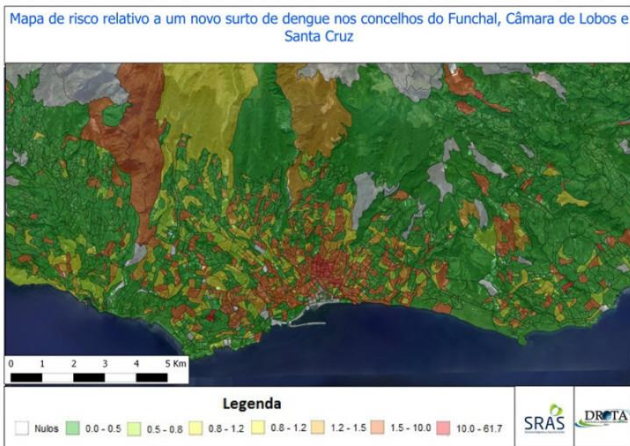 Mapa de risco relativo a um novo surto de dengue nos concelhos do Funchal, Câmara de Lobos e
Santa Cruz
0 1 2 3 4 5 Km
Legenda
Nulos 0.0 - 0.5 0.5 - 0.8 0.8 - 1.2 0.8 - 1.2 1.2 - 1.5 1.5 - 10.0 10.0 - 61.7
SRAS
DROTA